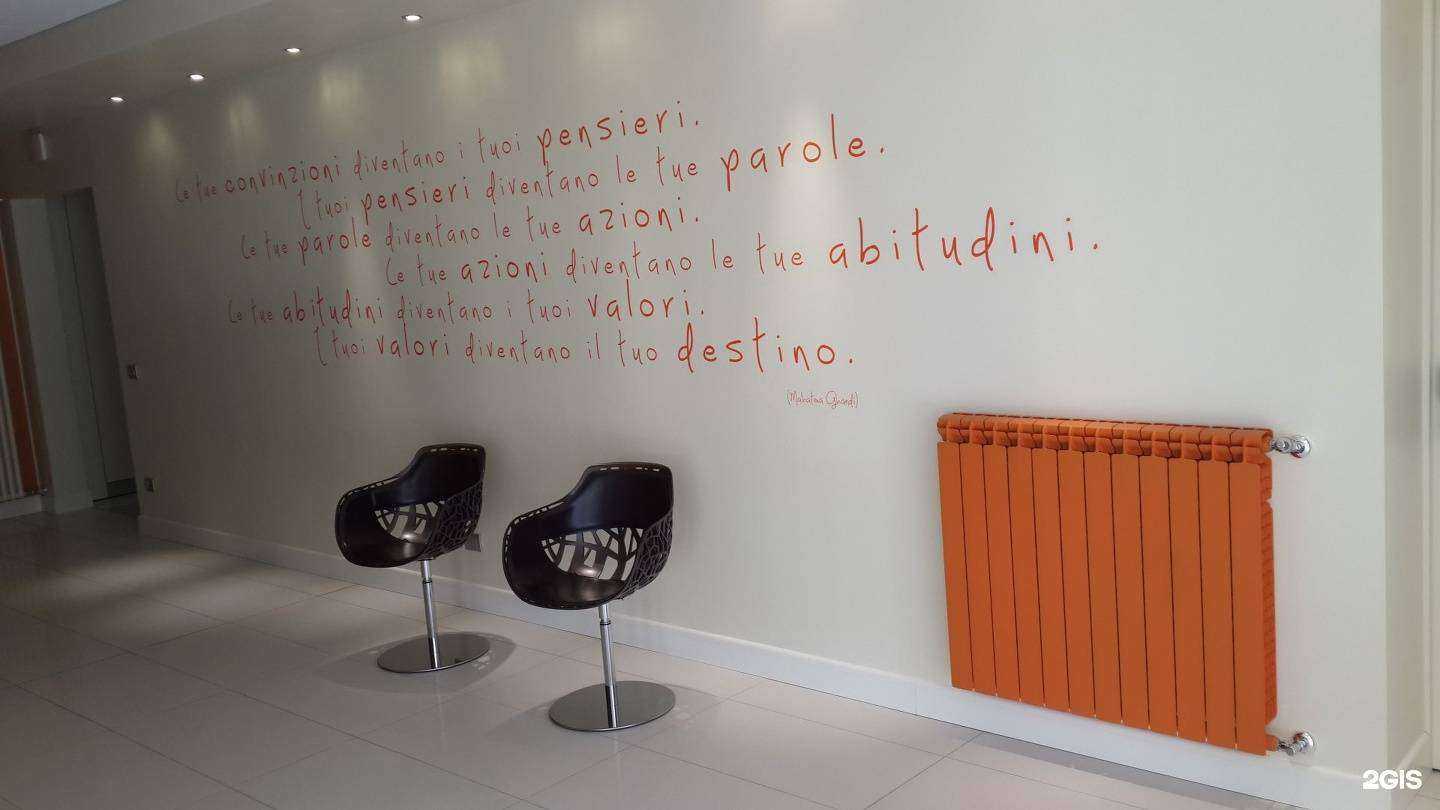 Le tue convinzioni diventano i tuoi pensieri.
I tuoi pensieri diventano le tue parole.
Le tue parole diventano le tue azioni.
Le tue azioni diventano le tue abitudini.
Le tue abitudini diventano i tuoi valori.
I tuoi valori diventano il tuo destino.
(Mahatma Ghandi)
2GIS